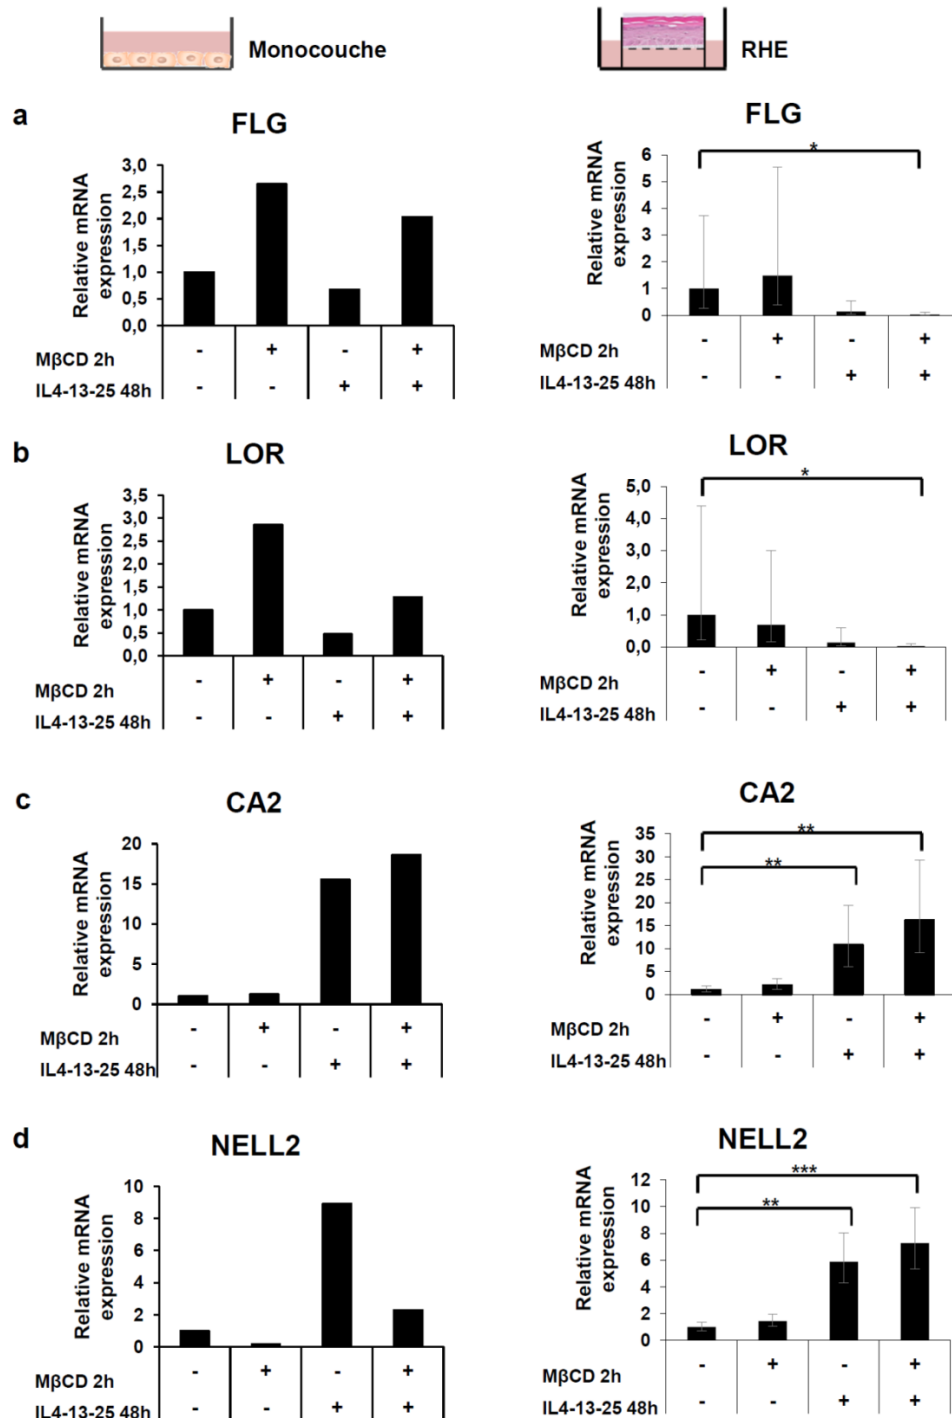 Monocouche
RHE
a
FLG
Relative mRNA
expression
3,0
2,5
2,0
1,5
1,0
0,5
0,0
MβCD 2h
- + - +
IL4-13-25 48h
- - + +
FLG
*
Relative mRNA
expression
6
5
4
3
2
1
0
MβCD 2h
- + - +
IL4-13-25 48h
- - + +
b
LOR
Relative mRNA
expression
3,5
3,0
2,5
2,0
1,5
1,0
0,5
0,0
MβCD 2h
- + - +
IL4-13-25 48h
- - + +
LOR
*
Relative mRNA
expression
5,0
4,0
3,0
2,0
1,0
0,0
MβCD 2h
- + - +
IL4-13-25 48h
- - + +
c
CA2
Relative mRNA
expression
20
15
10
5
0
MβCD 2h
- + - +
IL4-13-25 48h
- - + +
CA2
**
**
Relative mRNA
expression
35
30
25
20
15
10
5
0
MβCD 2h
- + - +
IL4-13-25 48h
- - + +
d
NELL2
Relative mRNA
expression
10
8
6
4
2
0
MβCD 2h
- + - +
IL4-13-25 48h
- - + +
NELL2
***
**
Relative mRNA
expression
12
10
8
6
4
2
0
MβCD 2h
- + - +
IL4-13-25 48h
- - + +